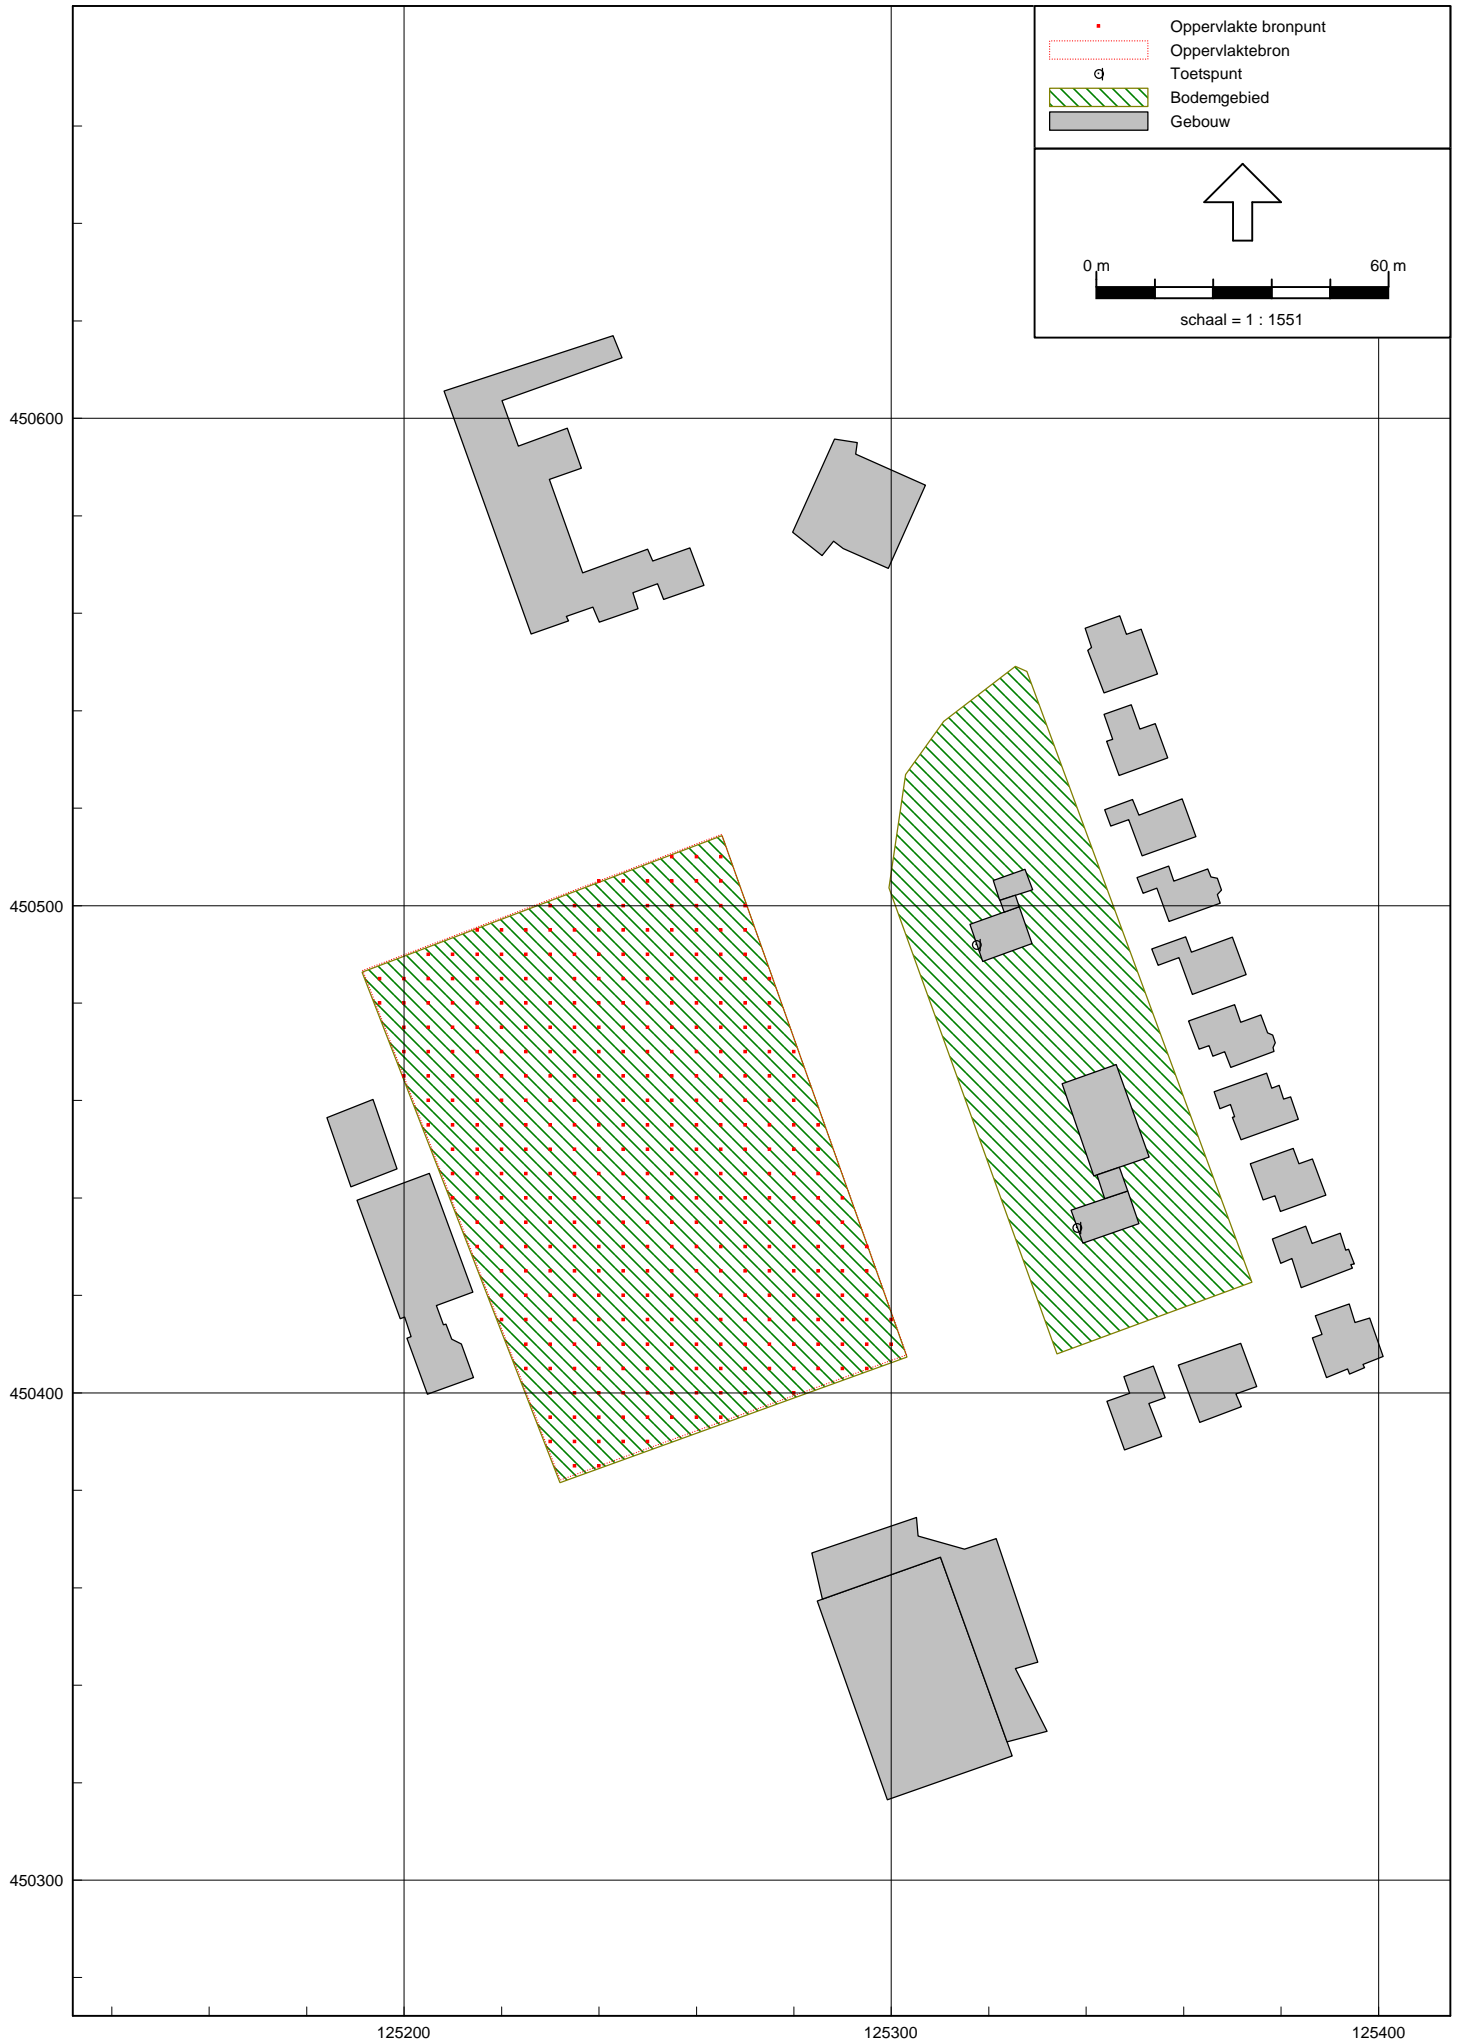 Oppervlakte bronpunt
Oppervlaktebron
Toetspunt
Bodemgebied
Gebouw
0 m 60 m
schaal = 1 : 1551
450600
450500
450400
450300
125200 125300 125400